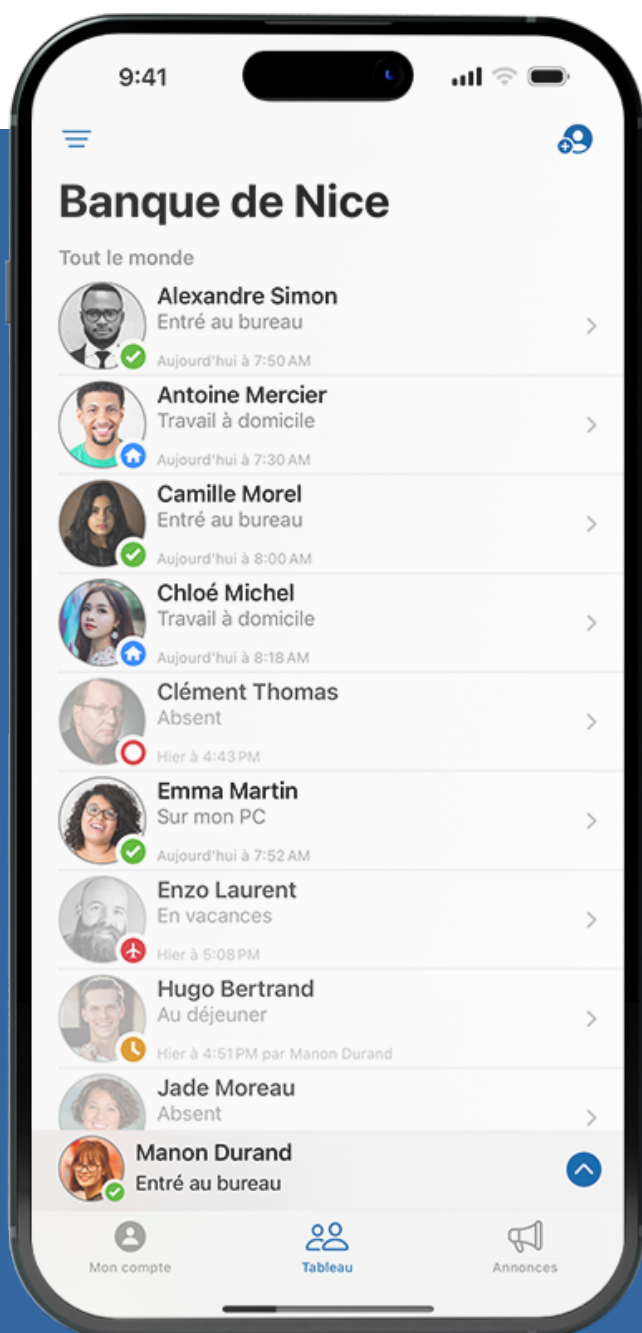 9:41
Banque de Nice
Tout le monde
Alexandre Simon
Entré au bureau
Aujourd'hui à 7:50 AM
Antoine Mercier
Travail à domicile
Aujourd'hui à 7:30 AM
Camille Morel
Entré au bureau
Aujourd'hui à 8:00 AM
Chloé Michel
Travail à domicile
Aujourd'hui à 8:18 AM
Clément Thomas
Absent
Hier à 4:43 PM
Emma Martin
Sur mon PC
Aujourd'hui à 7:52 AM
Enzo Laurent
En vacances
Hier à 5:08 PM
Hugo Bertrand
Au déjeuner
Hier à 4:51 PM par Manon Durand
Jade Moreau
Absent
Manon Durand
Entré au bureau
Mon compte
Tableau
Annonces